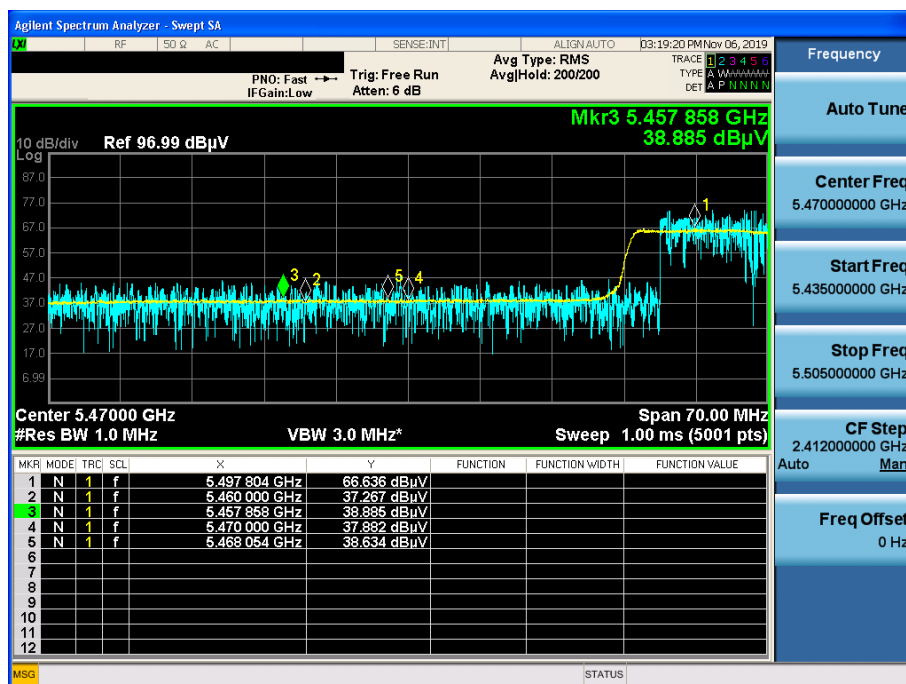 Agilent Spectrum Analyzer - Swept SA
LXI RF 50 Ω AC SENSE:INT ALIGN AUTO 03:19:20 PM Nov 06, 2019
Frequency
PNO: Fast Trig: Free Run Avg Type: RMS TRACE 1 2 3 4 5 6
IFGain:Low Atten: 6 dB Avg|Hold: 200/200 TYPE A W
DET A P N N N N
Auto Tune
Mkr3 5.457 858 GHz
38.885 dBµV
10 dB/div Ref 96.99 dBµV
Log
87.0
77.0
67.0
57.0
47.0
37.0
27.0
17.0
6.99
1
3 2 5 4
Center 5.47000 GHz Span 70.00 MHz
#Res BW 1.0 MHz VBW 3.0 MHz* Sweep 1.00 ms (5001 pts)
Center Freq
5.470000000 GHz
Start Freq
5.435000000 GHz
Stop Freq
5.505000000 GHz
CF Step
2.412000000 GHz
Auto Man
Freq Offset
0 Hz
MKR MODE TRC SCL X Y FUNCTION FUNCTION WIDTH FUNCTION VALUE
1 N 1 f 5.497 804 GHz 66.636 dBµV
2 N 1 f 5.460 000 GHz 37.267 dBµV
3 N 1 f 5.457 858 GHz 38.885 dBµV
4 N 1 f 5.470 000 GHz 37.882 dBµV
5 N 1 f 5.468 054 GHz 38.634 dBµV
6
7
8
9
10
11
12
MSG STATUS